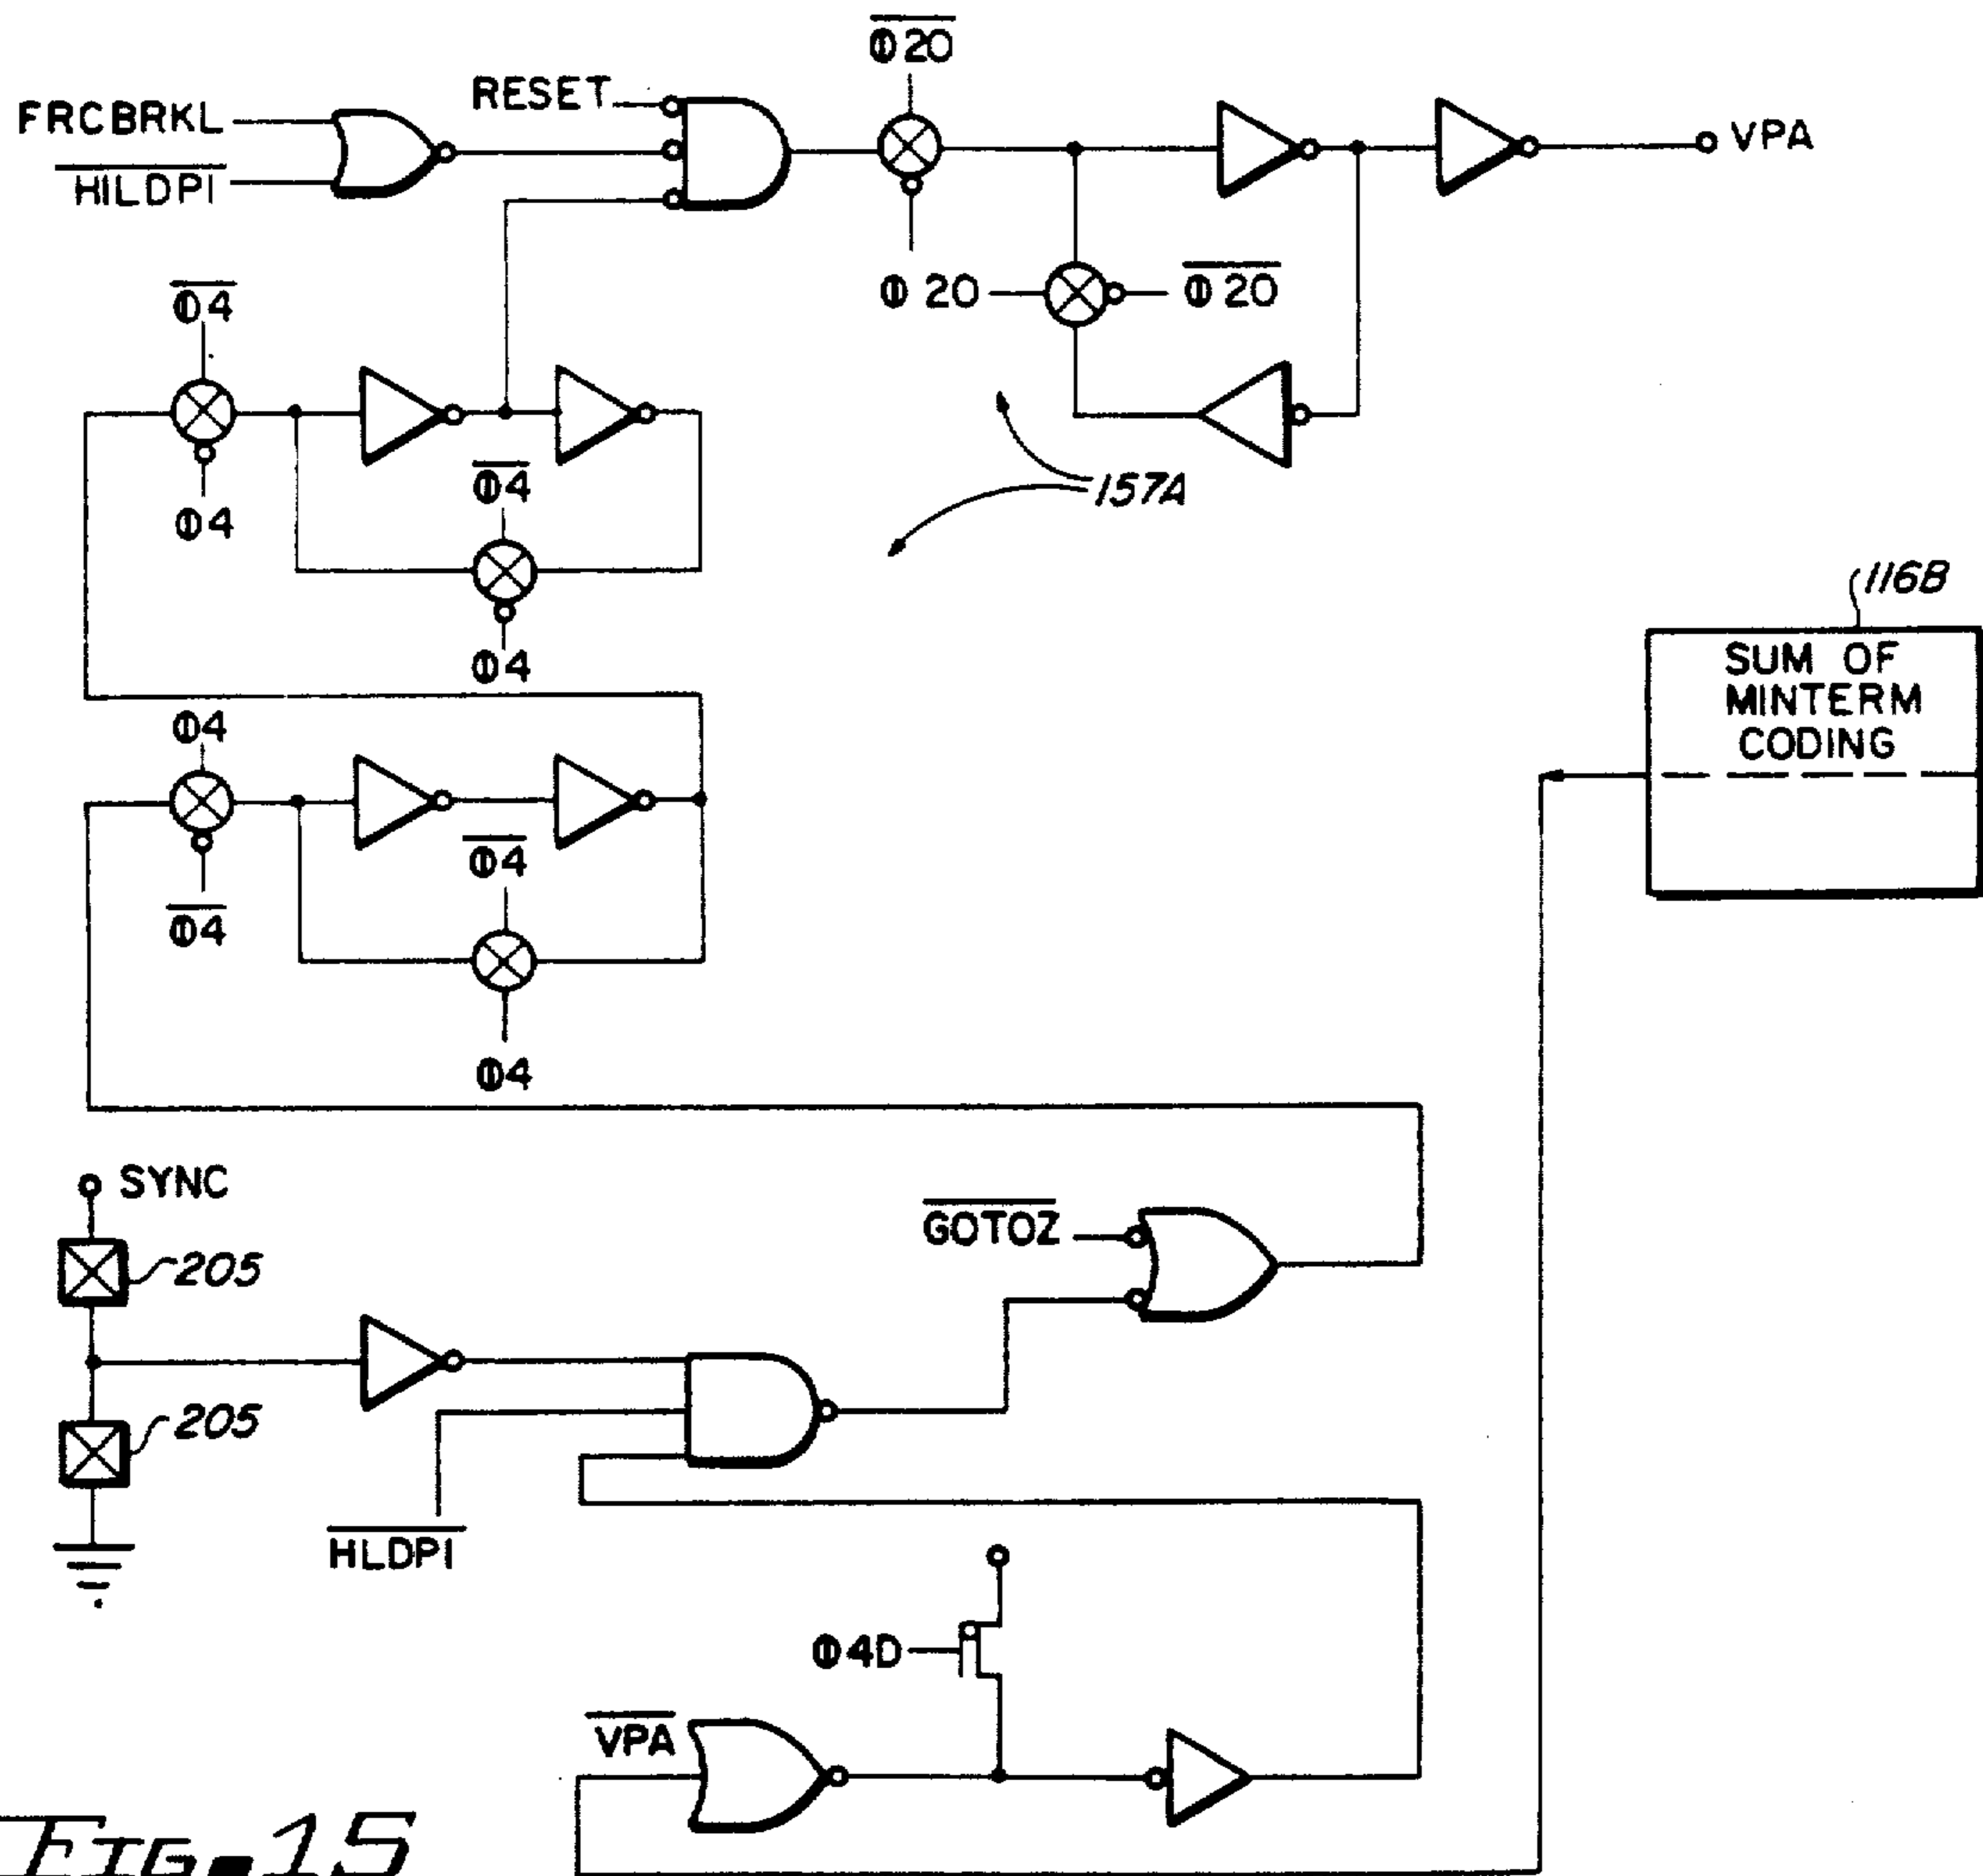 Φ20
FRCBRKL
RESET
VPA
HILDPI
Φ20
Φ20
Φ4
Φ4
Φ4
157A
Φ4
116B
SUM OF
MINTERM
CODING
Φ4
Φ4
Φ4
Φ4
SYNC
205
GOTOZ
205
HLDPI
Φ4D
VPA
FIG. 15